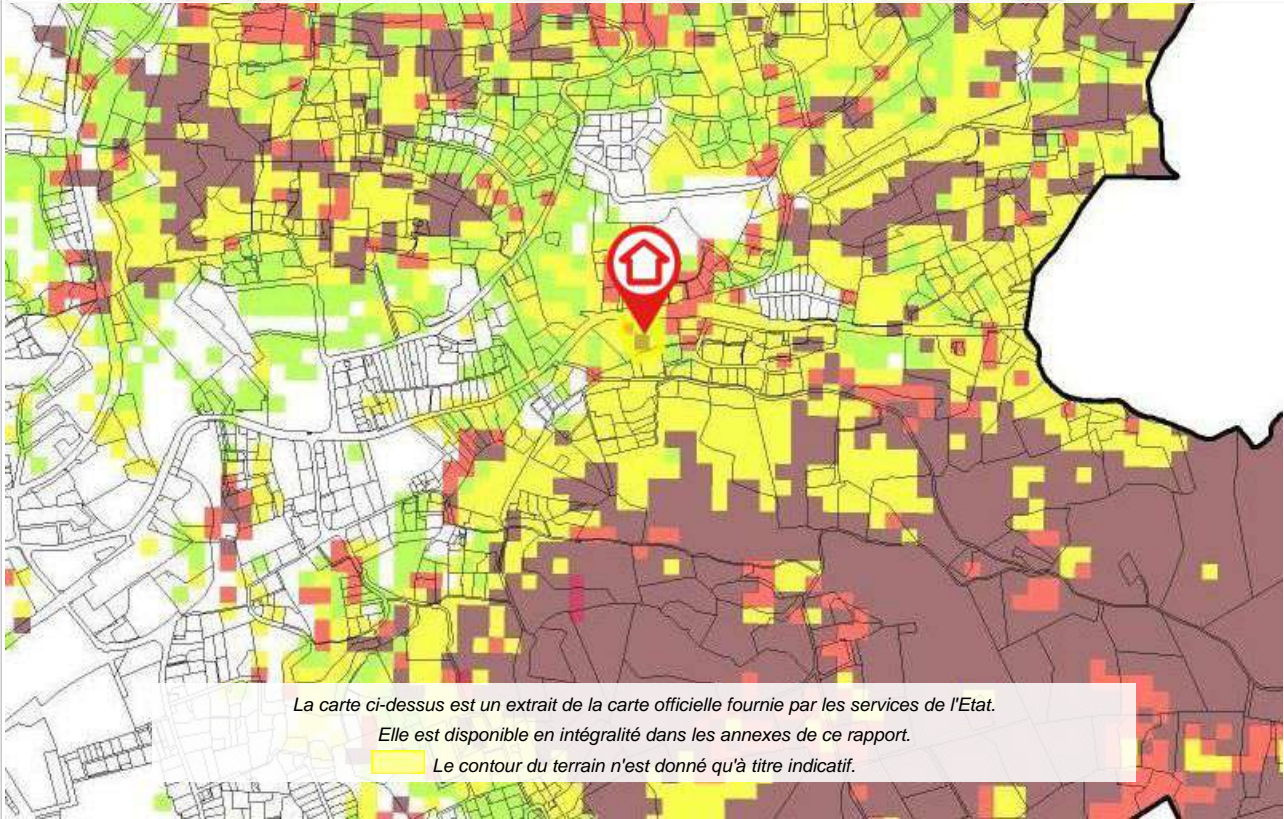 La carte ci-dessus est un extrait de la carte officielle fournie par les services de l'Etat.
Elle est disponible en intégralité dans les annexes de ce rapport.
Le contour du terrain n'est donné qu'à titre indicatif.